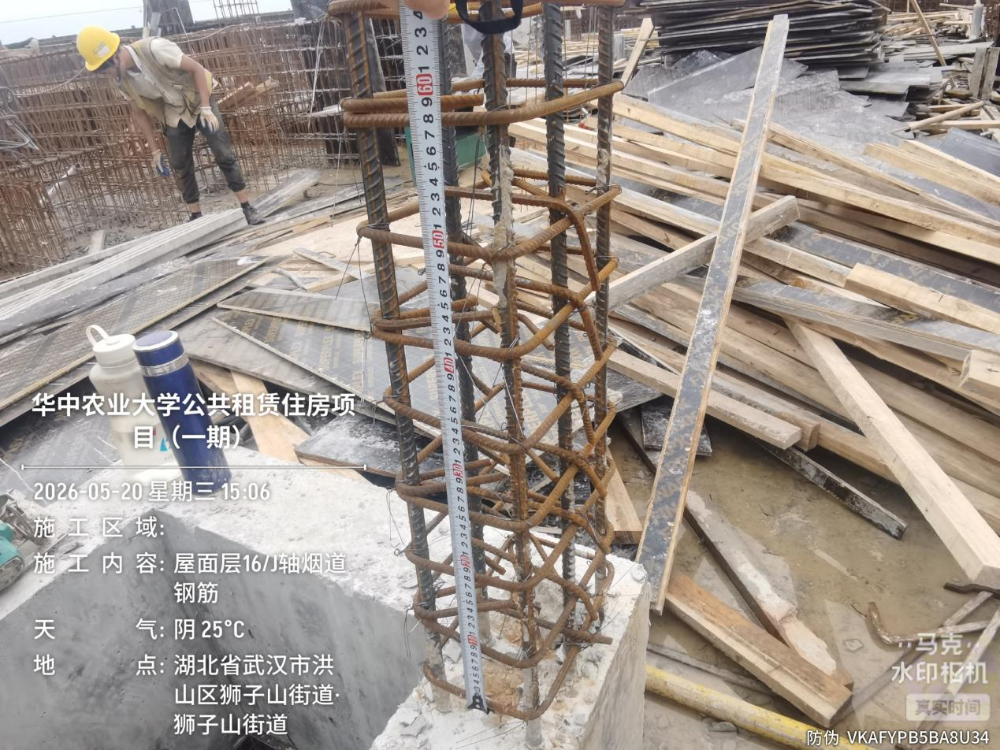 华中农业大学公共租赁住房项
目（一期）
2026-05-20 星期三 15:06
施工区域:
施工内容: 屋面层16/J轴烟道
钢筋
天气: 阴 25°C
地点: 湖北省武汉市洪
山区狮子山街道·
狮子山街道
马克
水印相机
真实时间
防伪 VKAFYPB5BA8U34